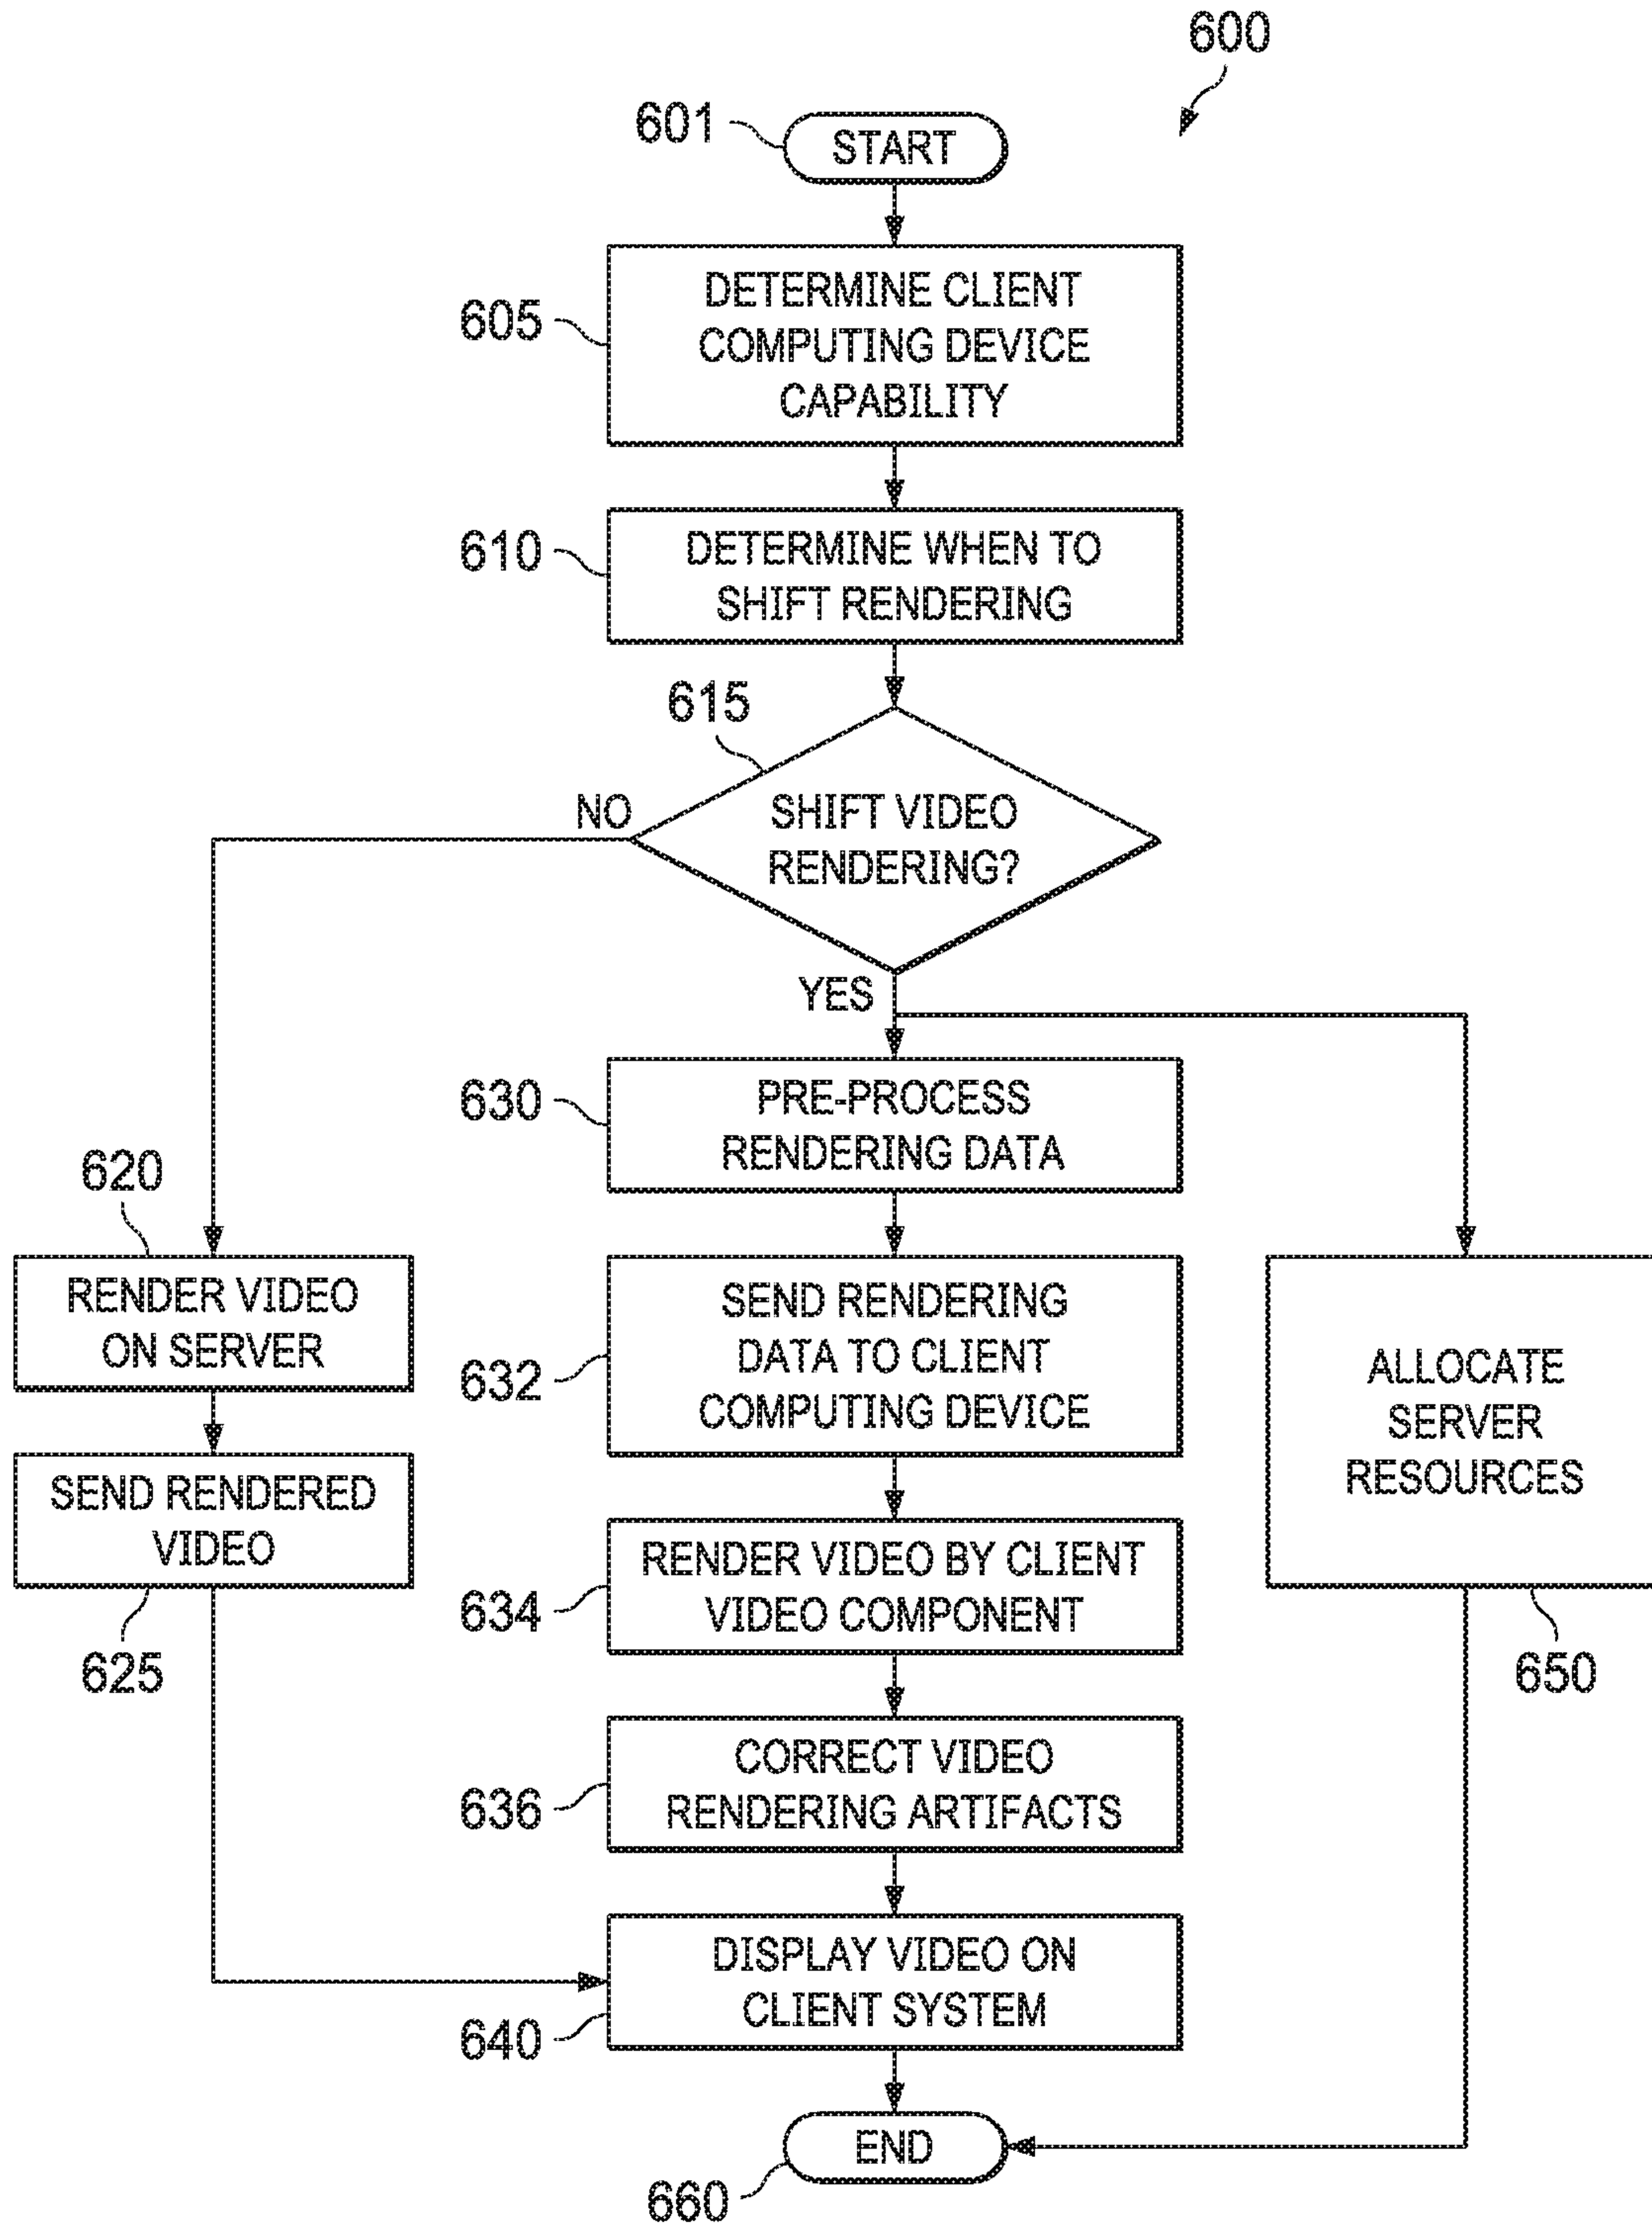 600
601
START
605
DETERMINE CLIENT
COMPUTING DEVICE
CAPABILITY
610
DETERMINE WHEN TO
SHIFT RENDERING
615
SHIFT VIDEO
RENDERING?
NO
YES
630
PRE-PROCESS
RENDERING DATA
620
RENDER VIDEO
ON SERVER
632
SEND RENDERING
DATA TO CLIENT
COMPUTING DEVICE
ALLOCATE
SERVER
RESOURCES
650
SEND RENDERED
VIDEO
625
634
RENDER VIDEO BY CLIENT
VIDEO COMPONENT
636
CORRECT VIDEO
RENDERING ARTIFACTS
640
DISPLAY VIDEO ON
CLIENT SYSTEM
END
660